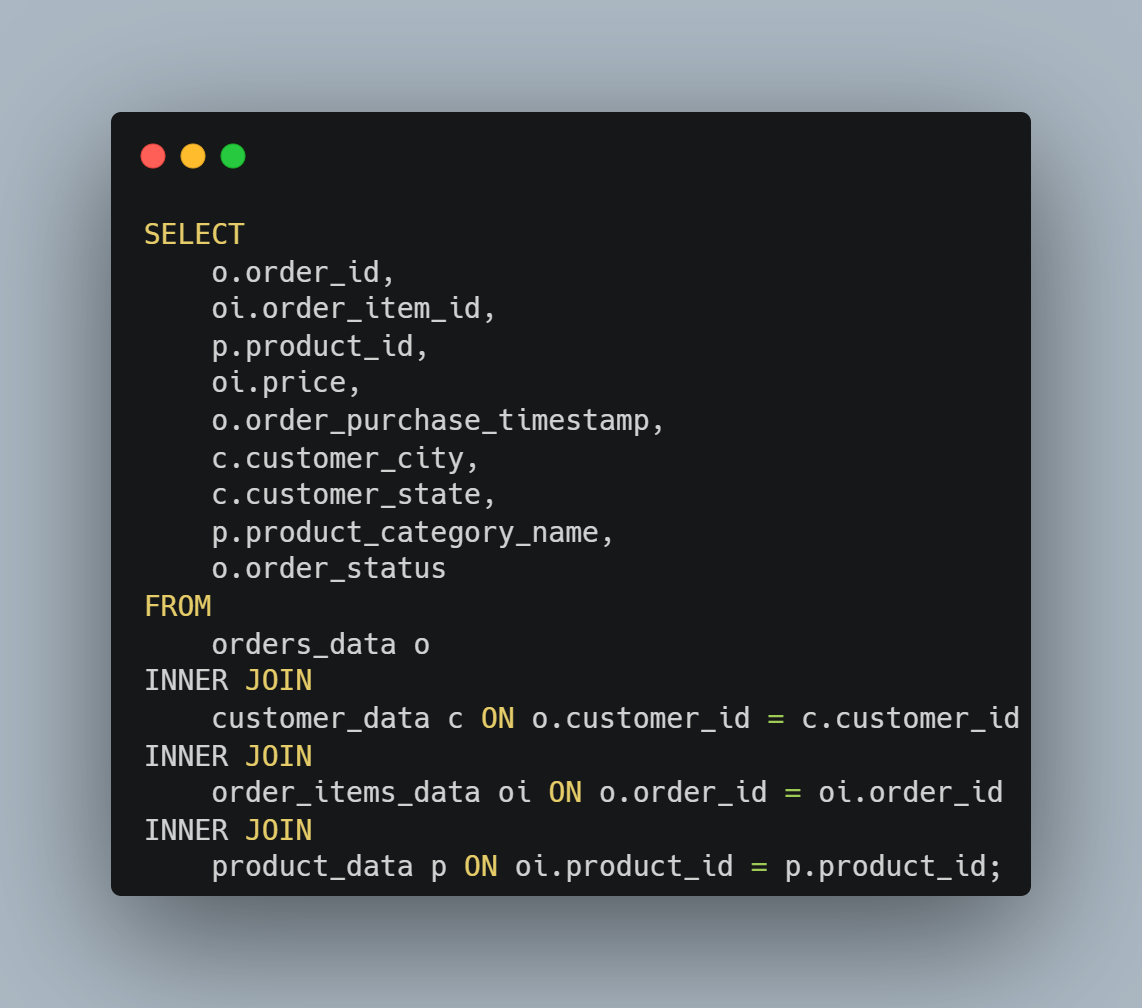 SELECT
    o.order_id,
    oi.order_item_id,
    p.product_id,
    oi.price,
    o.order_purchase_timestamp,
    c.customer_city,
    c.customer_state,
    p.product_category_name,
    o.order_status
FROM
    orders_data o
INNER JOIN
    customer_data c ON o.customer_id = c.customer_id
INNER JOIN
    order_items_data oi ON o.order_id = oi.order_id
INNER JOIN
    product_data p ON oi.product_id = p.product_id;